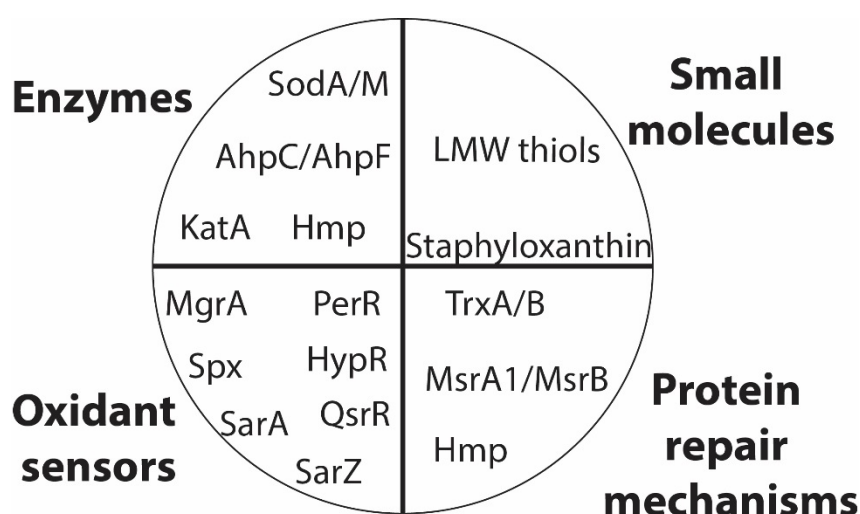 Enzymes
SodA/M
AhpC/AhpF
KatA Hmp
Small
molecules
LMW thiols
Staphyloxanthin
Oxidant
sensors
MgrA PerR
Spx HypR
SarA QsrR
SarZ
TrxA/B
MsrA1/MsrB
Hmp
Protein
repair
mechanisms